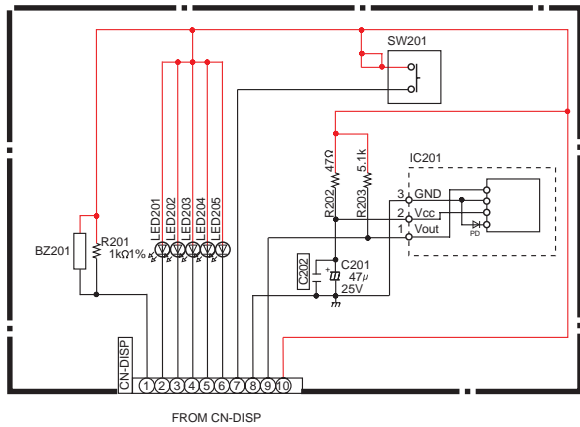 SW201
47Ω
5.1k
IC201
R202
R203
3 GND
2 Vcc
1 Vout
PD
LED201
LED202
LED203
LED204
LED205
BZ201
R201
1kΩ1%
C202
+
C201
47μ
25V
CN-DISP
1 2 3 4 5 6 7 8 9 10
FROM CN-DISP